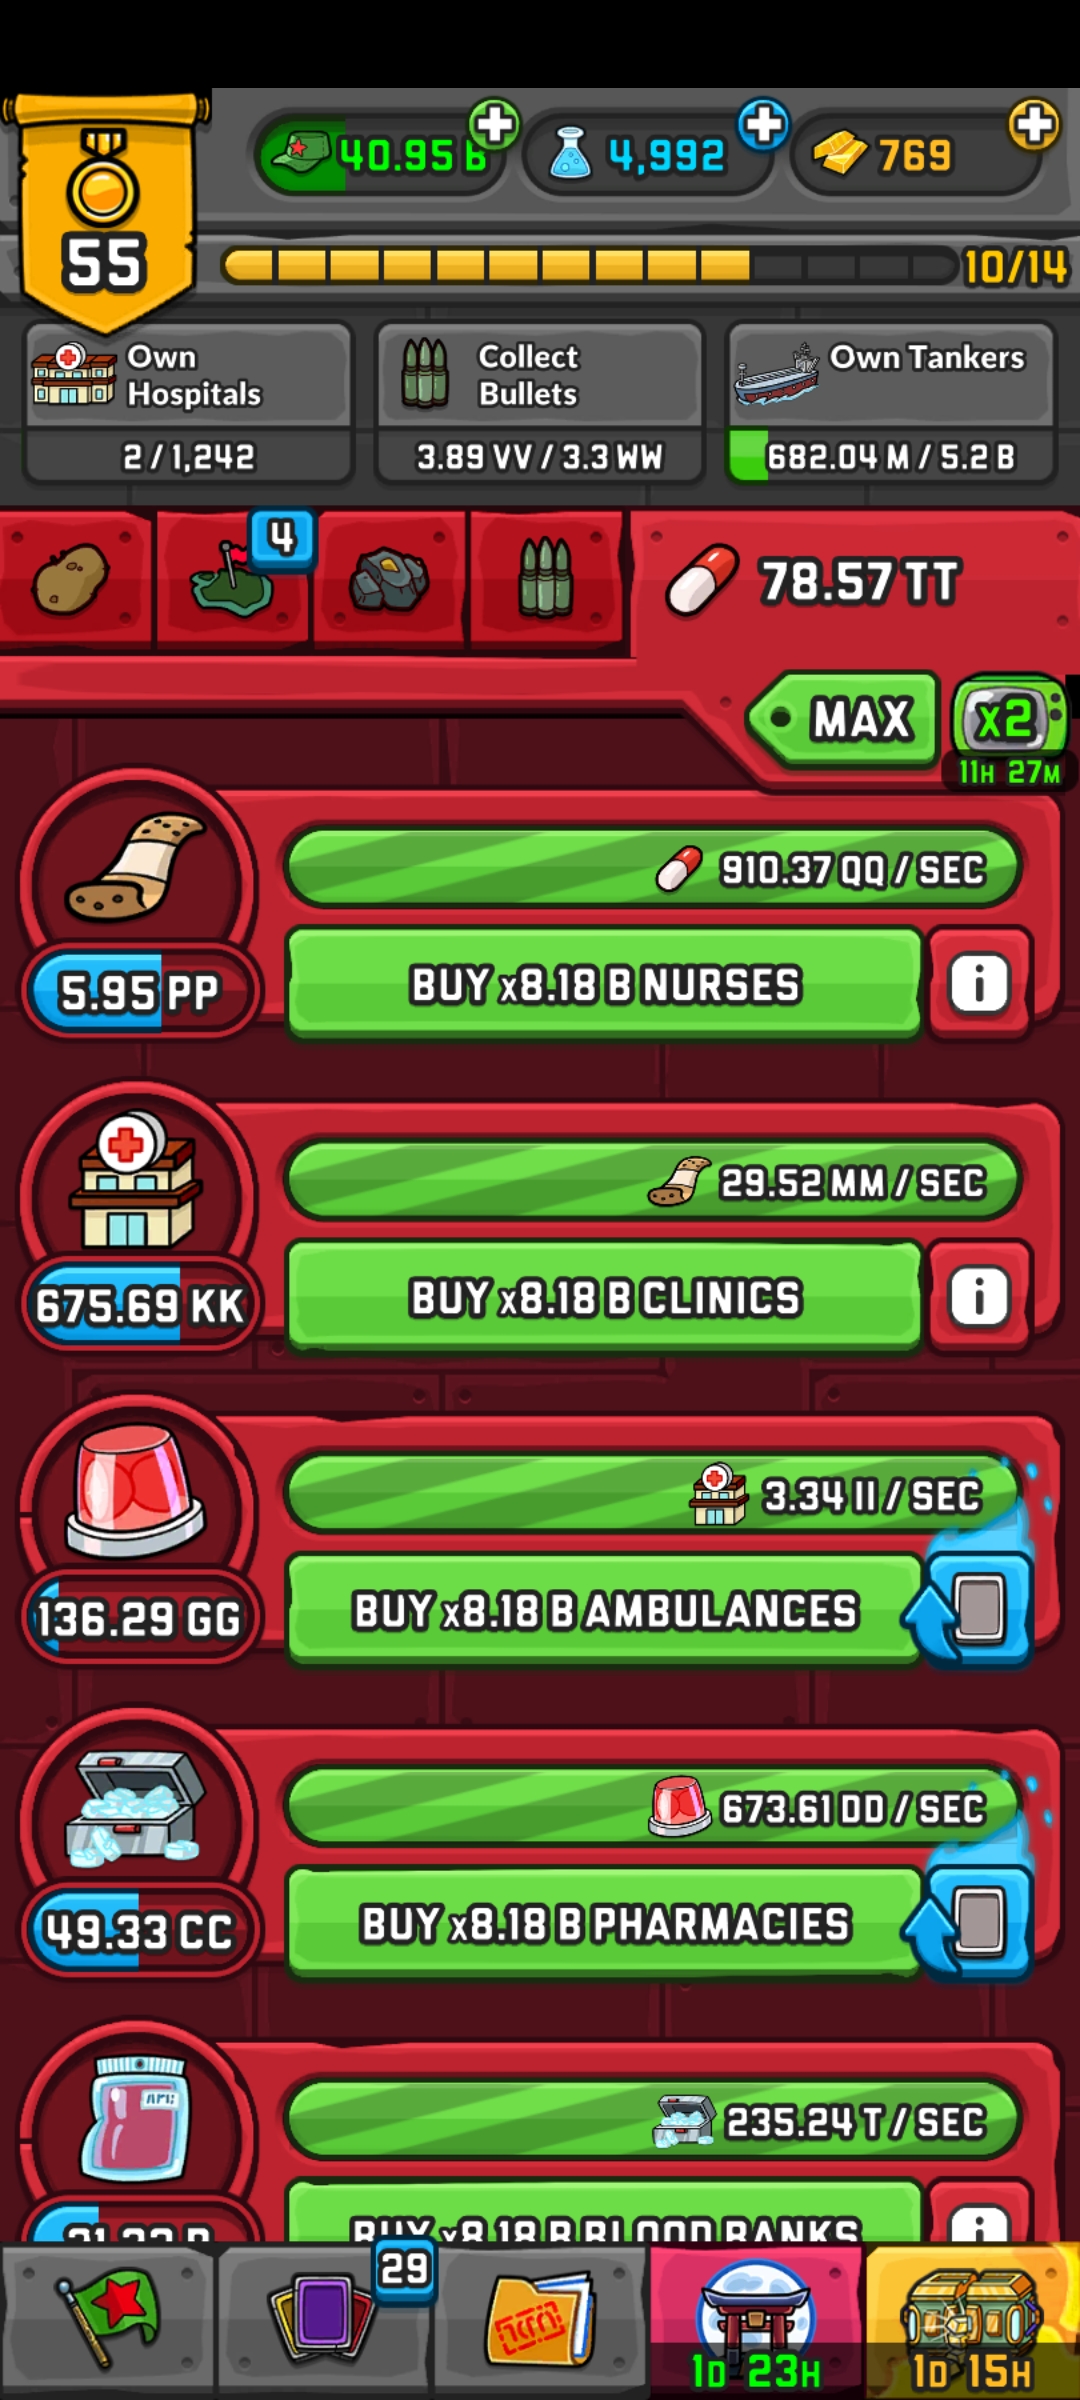 55
40.95 B
4,992
769
10/14
Own
Hospitals
2 / 1,242
Collect
Bullets
3.89 VV / 3.3 WW
Own Tankers
682.04 M / 5.2 B
4
78.57 TT
MAX
x2
11H 27M
910.37 QQ / SEC
5.95 PP
BUY x8.18 B NURSES
i
29.52 MM / SEC
675.69 KK
BUY x8.18 B CLINICS
i
3.34 II / SEC
136.29 GG
BUY x8.18 B AMBULANCES
673.61 DD / SEC
49.33 CC
BUY x8.18 B PHARMACIES
235.24 T / SEC
BUY x8.18 B BLOOD BANKS
i
29
1D 23H
1D 15H